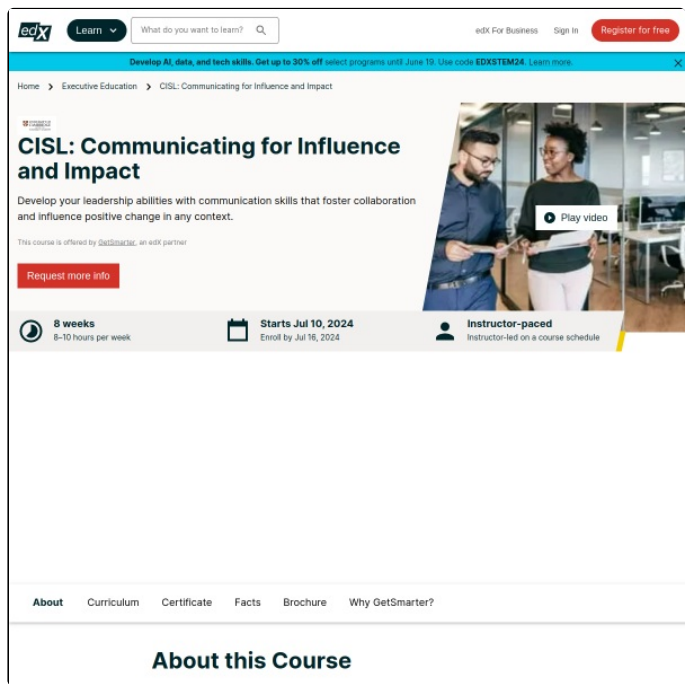 edX
Learn
What do you want to learn?
edX For Business
Sign In
Register for free
Develop AI, data, and tech skills. Get up to 30% off select programs until June 19. Use code EDXSTEM24. Learn more.
Home
Executive Education
CISL: Communicating for Influence and Impact
CISL: Communicating for Influence
and Impact
Develop your leadership abilities with communication skills that foster collaboration
and influence positive change in any context.
This course is offered by GetSmarter, an edX partner
Play video
Request more info
8 weeks
8–10 hours per week
Starts Jul 10, 2024
Enroll by Jul 16, 2024
Instructor-paced
Instructor-led on a course schedule
About
Curriculum
Certificate
Facts
Brochure
Why GetSmarter?
About this Course